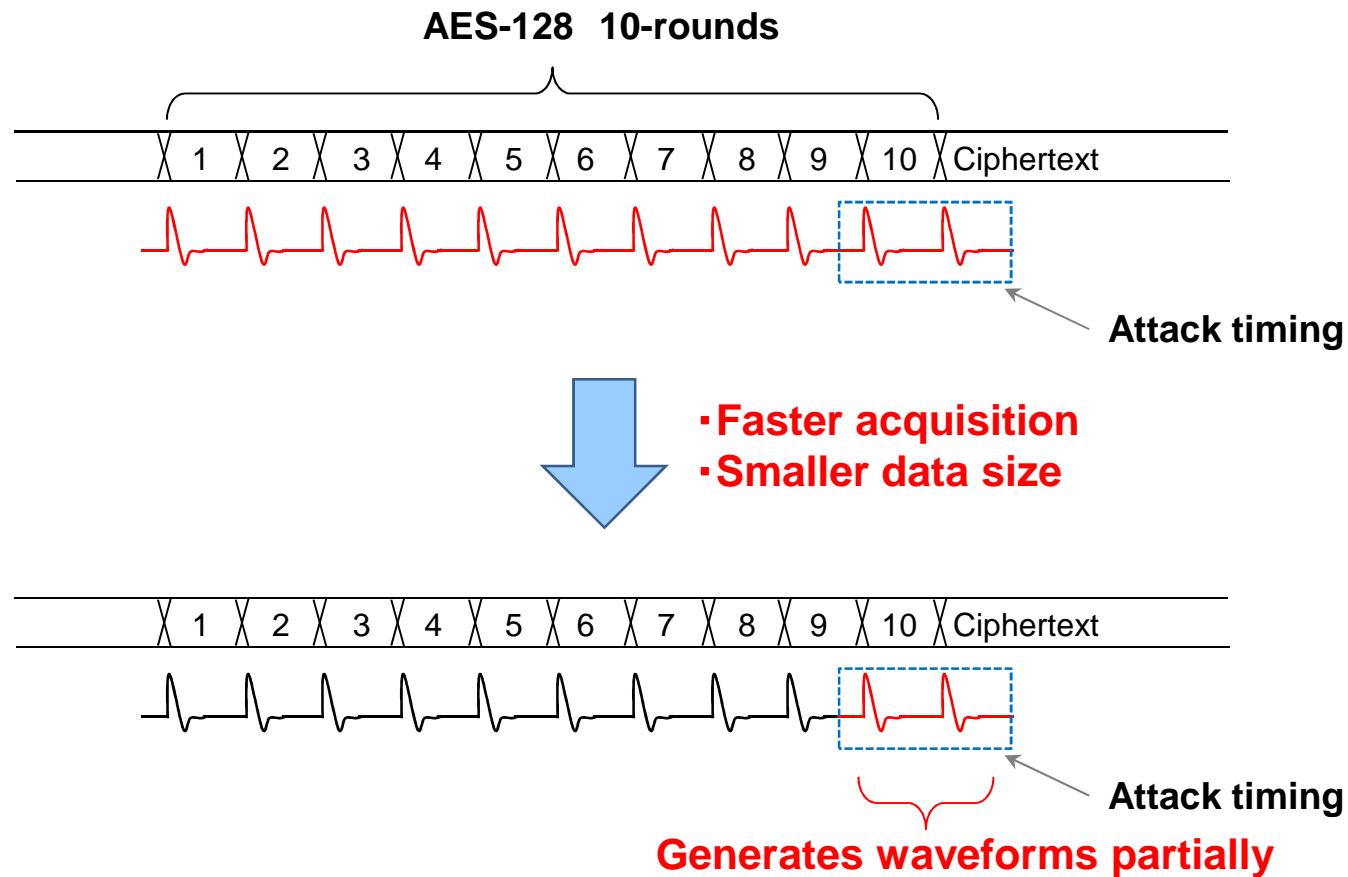 AES-128 10-rounds
1 2 3 4 5 6 7 8 9 10 Ciphertext
Attack timing
・Faster acquisition
・Smaller data size
1 2 3 4 5 6 7 8 9 10 Ciphertext
Attack timing
Generates waveforms partially